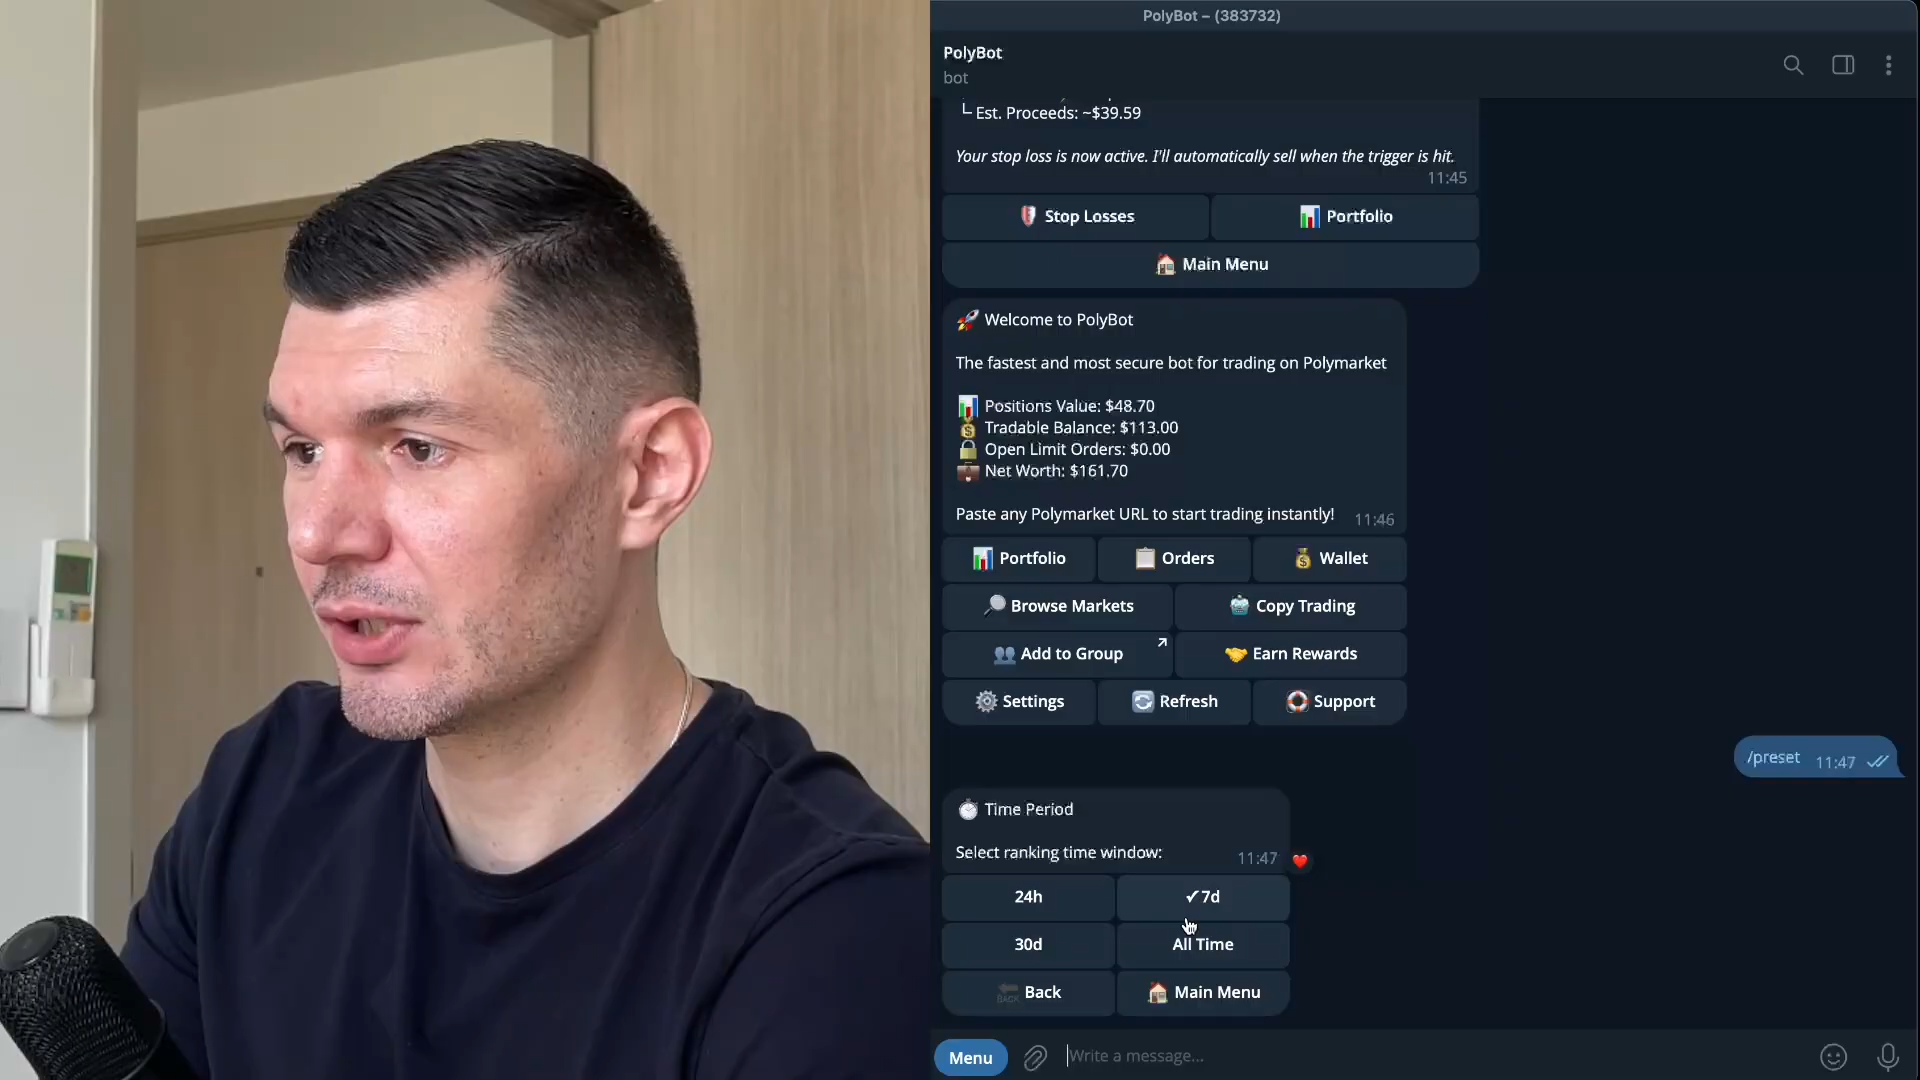 PolyBot – (383732)
PolyBot
bot
Est. Proceeds: ~$39.59
Your stop loss is now active. I'll automatically sell when the trigger is hit.
11:45
Stop Losses
Portfolio
Main Menu
Welcome to PolyBot
The fastest and most secure bot for trading on Polymarket
Positions Value: $48.70
Tradable Balance: $113.00
Open Limit Orders: $0.00
Net Worth: $161.70
Paste any Polymarket URL to start trading instantly! 11:46
Portfolio
Orders
Wallet
Browse Markets
Copy Trading
Add to Group
Earn Rewards
Settings
Refresh
Support
/preset 11:47
Time Period
Select ranking time window: 11:47
24h
✓ 7d
30d
All Time
BACK Back
Main Menu
Menu
Write a message...